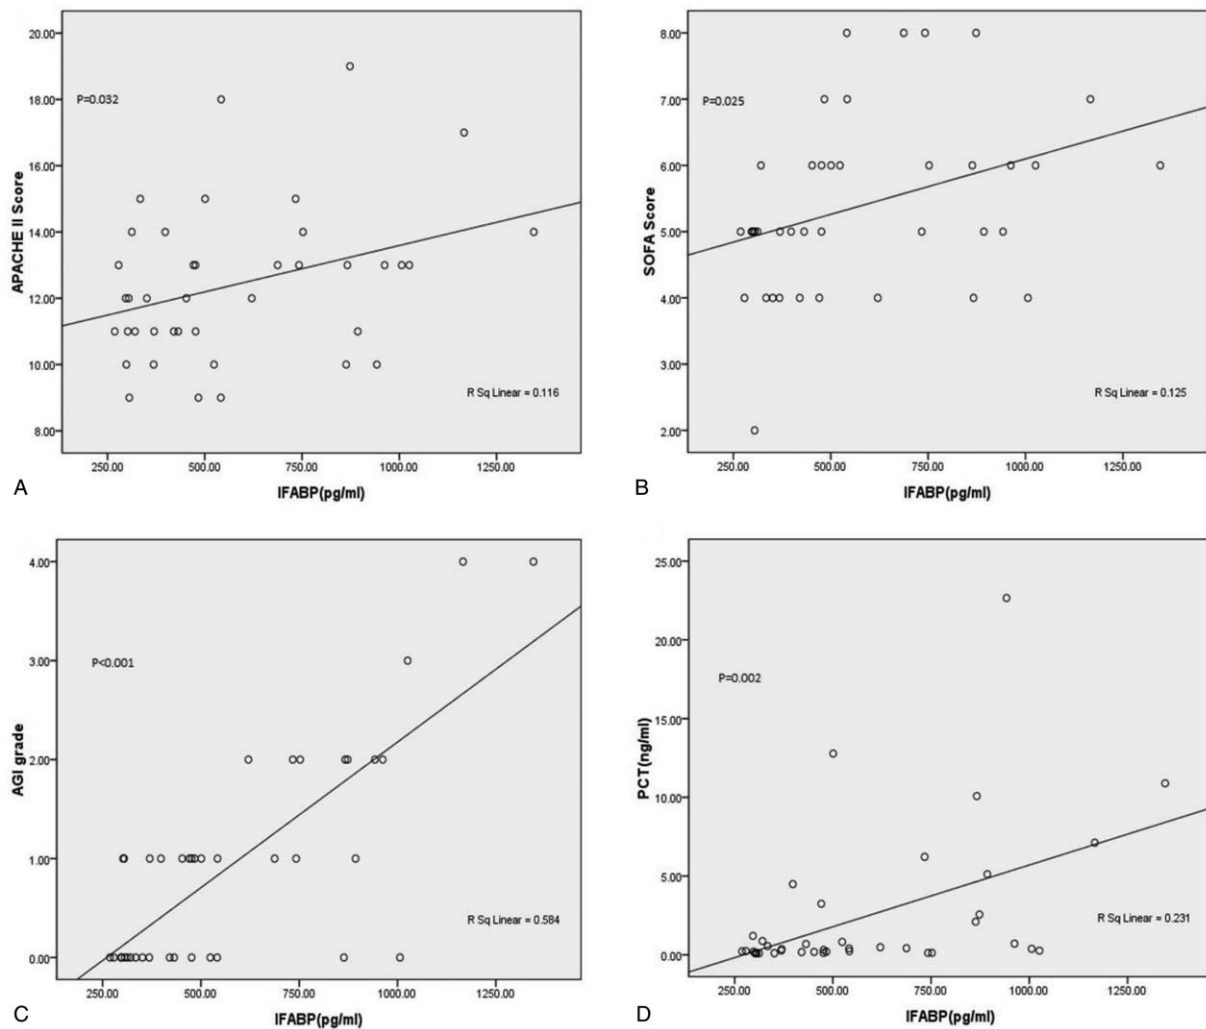 20.00
18.00
16.00
14.00
12.00
10.00
8.00
APACHE II Score
P=0.032
R Sq Linear = 0.116
250.00 500.00 750.00 1000.00 1250.00
IFABP(pg/ml)
A
8.00
7.00
6.00
5.00
4.00
3.00
2.00
SOFA Score
P=0.025
R Sq Linear = 0.125
250.00 500.00 750.00 1000.00 1250.00
IFABP(pg/ml)
B
4.00
3.00
2.00
1.00
0.00
AGI grade
P<0.001
R Sq Linear = 0.584
250.00 500.00 750.00 1000.00 1250.00
IFABP(pg/ml)
C
25.00
20.00
15.00
10.00
5.00
0.00
PCT(ng/ml)
P=0.002
R Sq Linear = 0.231
250.00 500.00 750.00 1000.00 1250.00
IFABP(pg/ml)
D